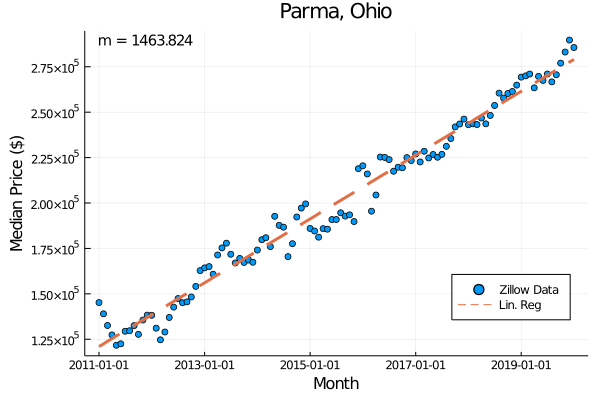 Parma, Ohio
m = 1463.824
Median Price ($)
2.75×10⁵
2.50×10⁵
2.25×10⁵
2.00×10⁵
1.75×10⁵
1.50×10⁵
1.25×10⁵
Zillow Data
Lin. Reg
2011-01-01 2013-01-01 2015-01-01 2017-01-01 2019-01-01
Month